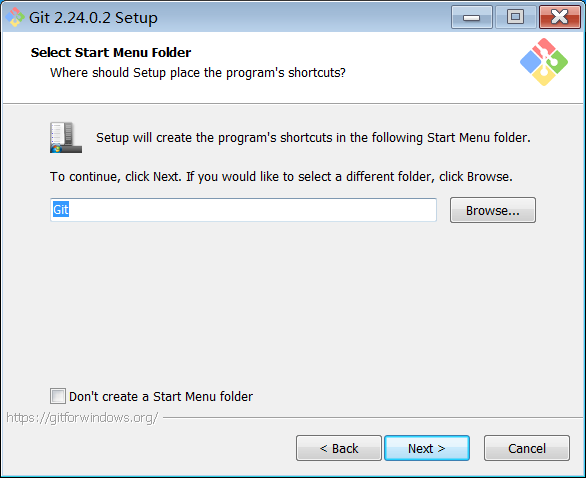 Git 2.24.0.2 Setup
Select Start Menu Folder
Where should Setup place the program's shortcuts?
Setup will create the program's shortcuts in the following Start Menu folder.
To continue, click Next. If you would like to select a different folder, click Browse.
Git
Browse...
Don't create a Start Menu folder
https://gitforwindows.org/
< Back
Next >
Cancel